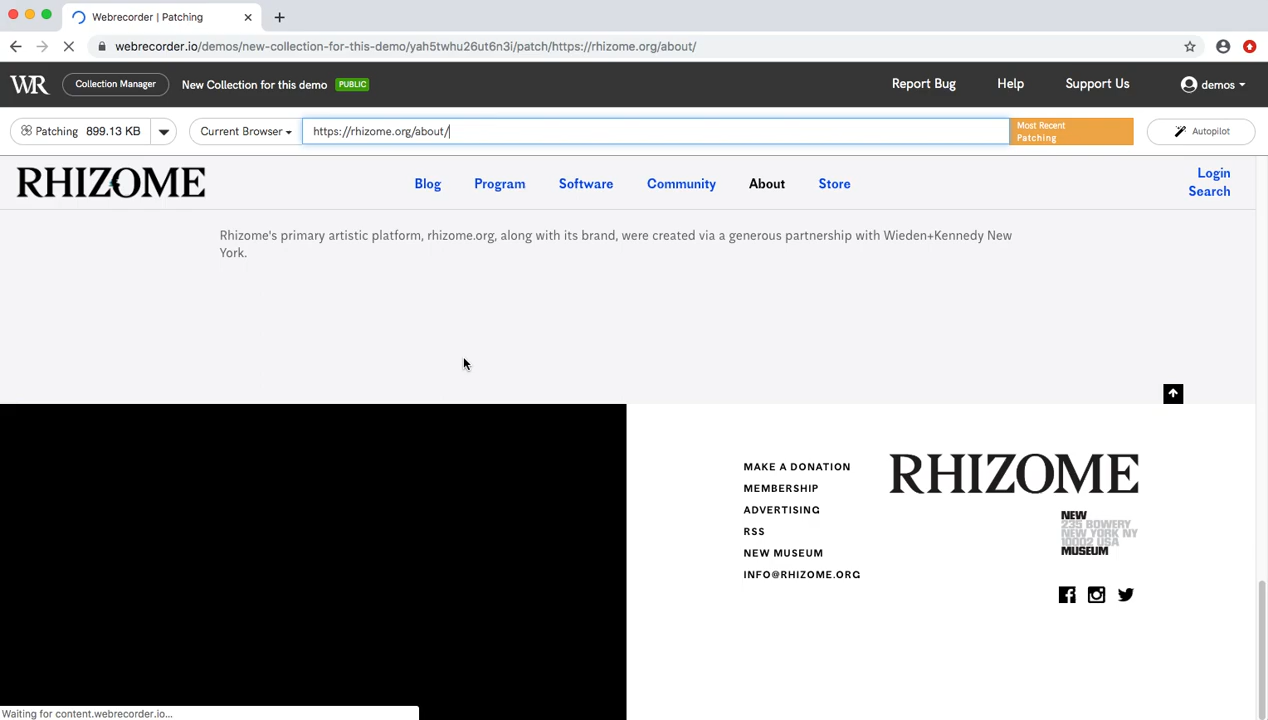 Webrecorder | Patching
webrecorder.io/demos/new-collection-for-this-demo/yah5twhu26ut6n3i/patch/https://rhizome.org/about/
WR Collection Manager New Collection for this demo PUBLIC Report Bug Help Support Us demos
Patching 899.13 KB Current Browser https://rhizome.org/about/ Most Recent
Patching
Autopilot
RHIZOME Blog Program Software Community About Store Login
Search
Rhizome's primary artistic platform, rhizome.org, along with its brand, were created via a generous partnership with Wieden+Kennedy New
York.
MAKE A DONATION
MEMBERSHIP
ADVERTISING
RSS
NEW MUSEUM
INFO@RHIZOME.ORG
RHIZOME
NEW
235 BOWERY
NEW YORK NY
10002 USA
MUSEUM
Waiting for content.webrecorder.io...